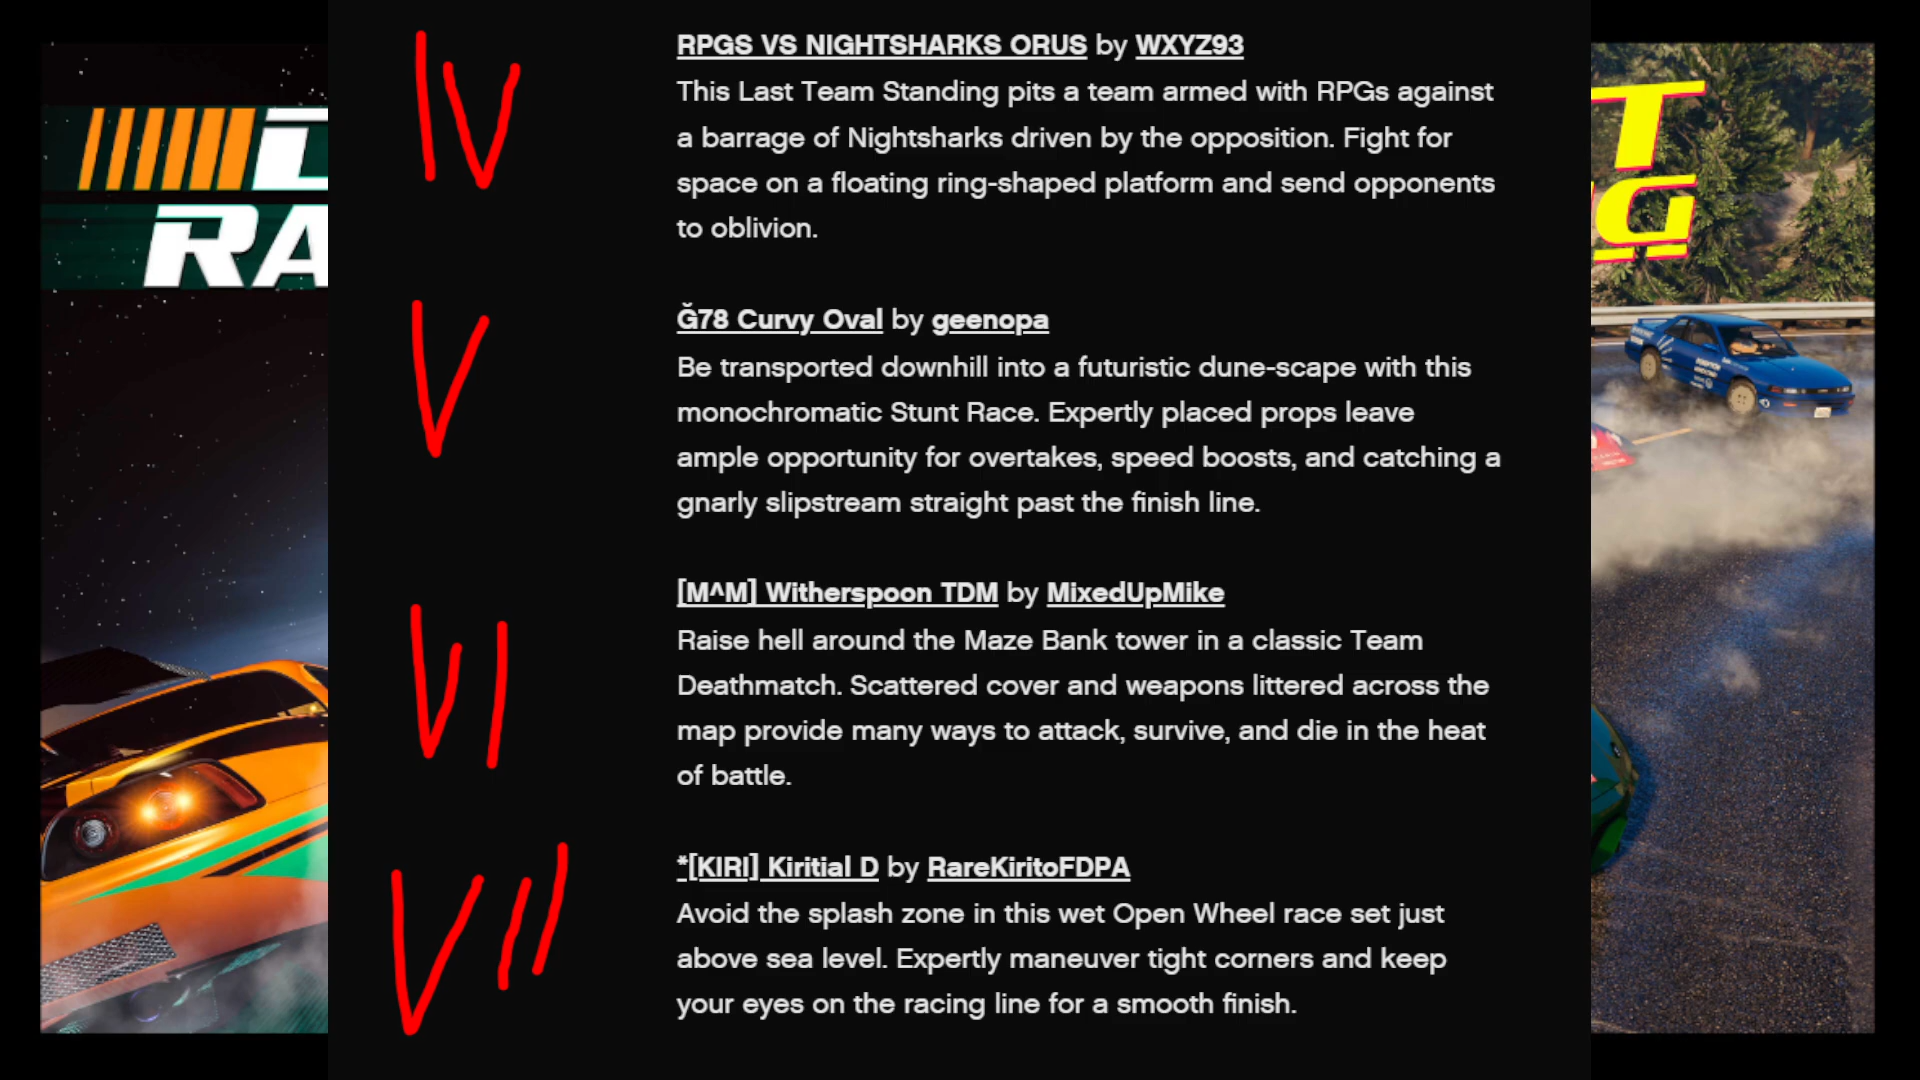 IV
RPGS VS NIGHTSHARKS ORUS by WXYZ93
This Last Team Standing pits a team armed with RPGs against
a barrage of Nightsharks driven by the opposition. Fight for
space on a floating ring-shaped platform and send opponents
to oblivion.
V
Ğ78 Curvy Oval by geenopa
Be transported downhill into a futuristic dune-scape with this
monochromatic Stunt Race. Expertly placed props leave
ample opportunity for overtakes, speed boosts, and catching a
gnarly slipstream straight past the finish line.
VI
[M^M] Witherspoon TDM by MixedUpMike
Raise hell around the Maze Bank tower in a classic Team
Deathmatch. Scattered cover and weapons littered across the
map provide many ways to attack, survive, and die in the heat
of battle.
VII
*[KIRI] Kiritial D by RareKiritoFDPA
Avoid the splash zone in this wet Open Wheel race set just
above sea level. Expertly maneuver tight corners and keep
your eyes on the racing line for a smooth finish.